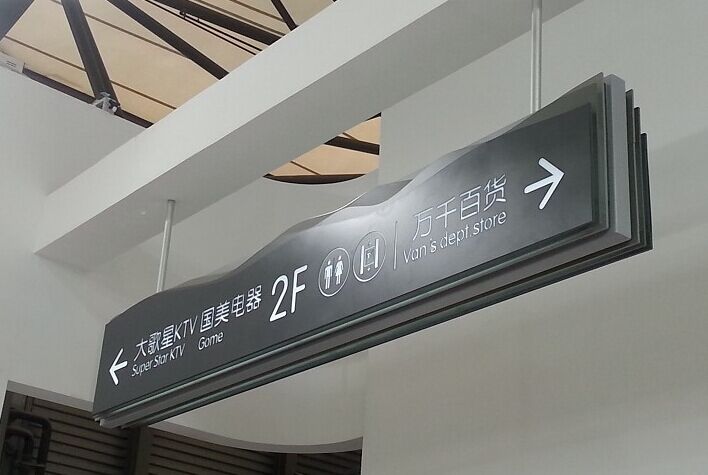 大歌星KTV 国美电器
Super Star KTV Gome
2F
万千百货
Van's dept.store